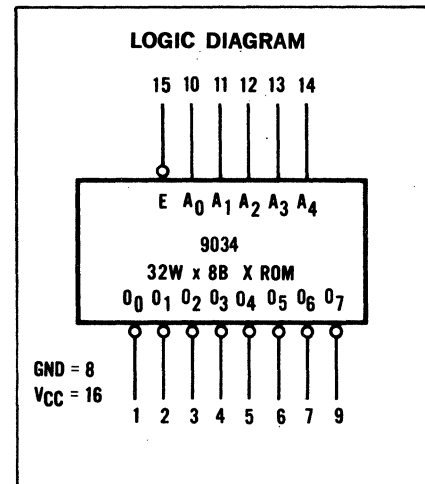 LOGIC DIAGRAM
15 10 11 12 13 14
E A0 A1 A2 A3 A4
9034
32W x 8B X ROM
O0 O1 O2 O3 O4 O5 O6 O7
GND = 8
VCC = 16
1 2 3 4 5 6 7 9